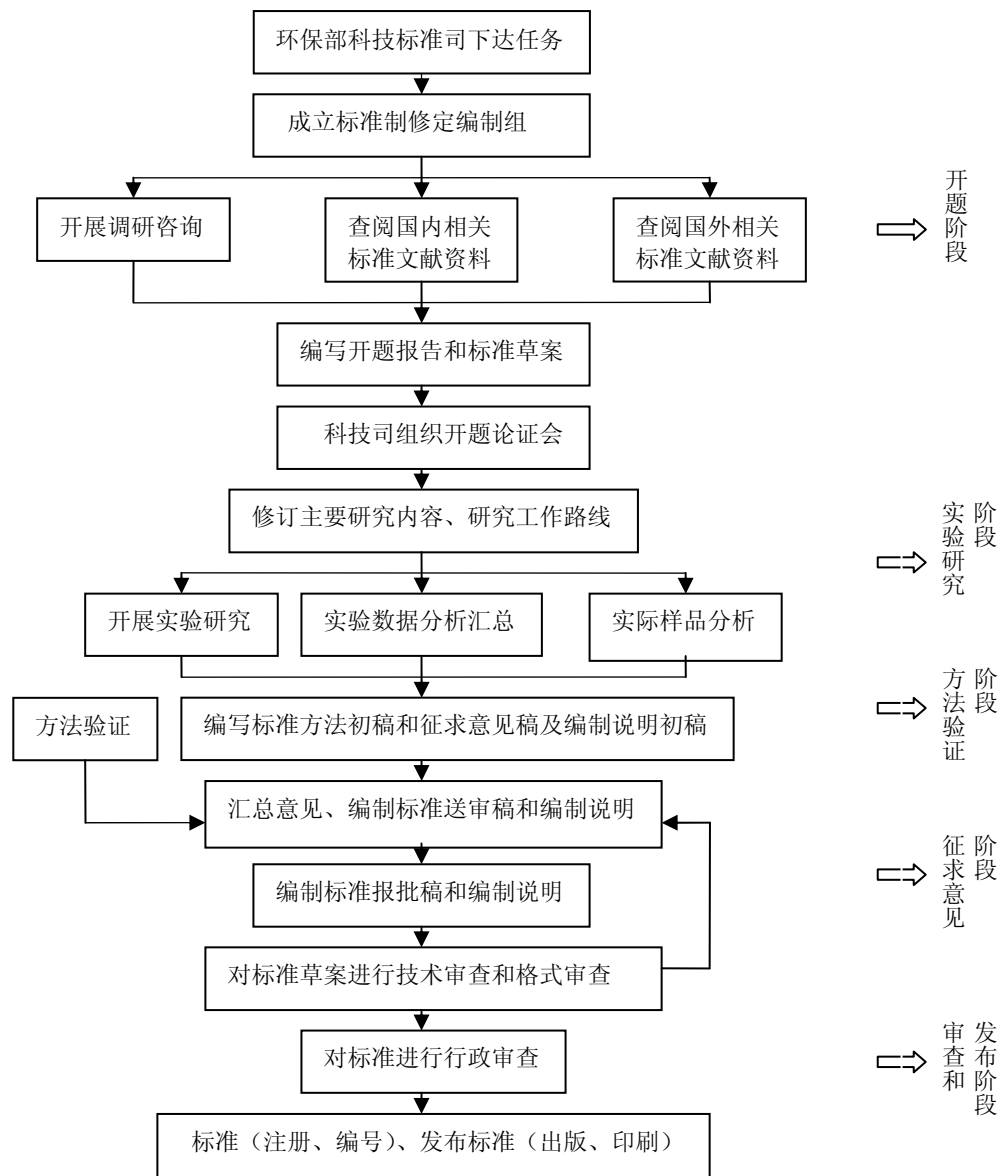 环保部科技标准司下达任务
成立标准制修定编制组
开展调研咨询
查阅国内相关
标准文献资料
查阅国外相关
标准文献资料
开题阶段
编写开题报告和标准草案
科技司组织开题论证会
修订主要研究内容、研究工作路线
实验研究
阶段
开展实验研究
实验数据分析汇总
实际样品分析
方法验证
编写标准方法初稿和征求意见稿及编制说明初稿
方法验证
阶段
汇总意见、编制标准送审稿和编制说明
编制标准报批稿和编制说明
征求意见
阶段
对标准草案进行技术审查和格式审查
对标准进行行政审查
审查和
发布阶段
标准（注册、编号）、发布标准（出版、印刷）